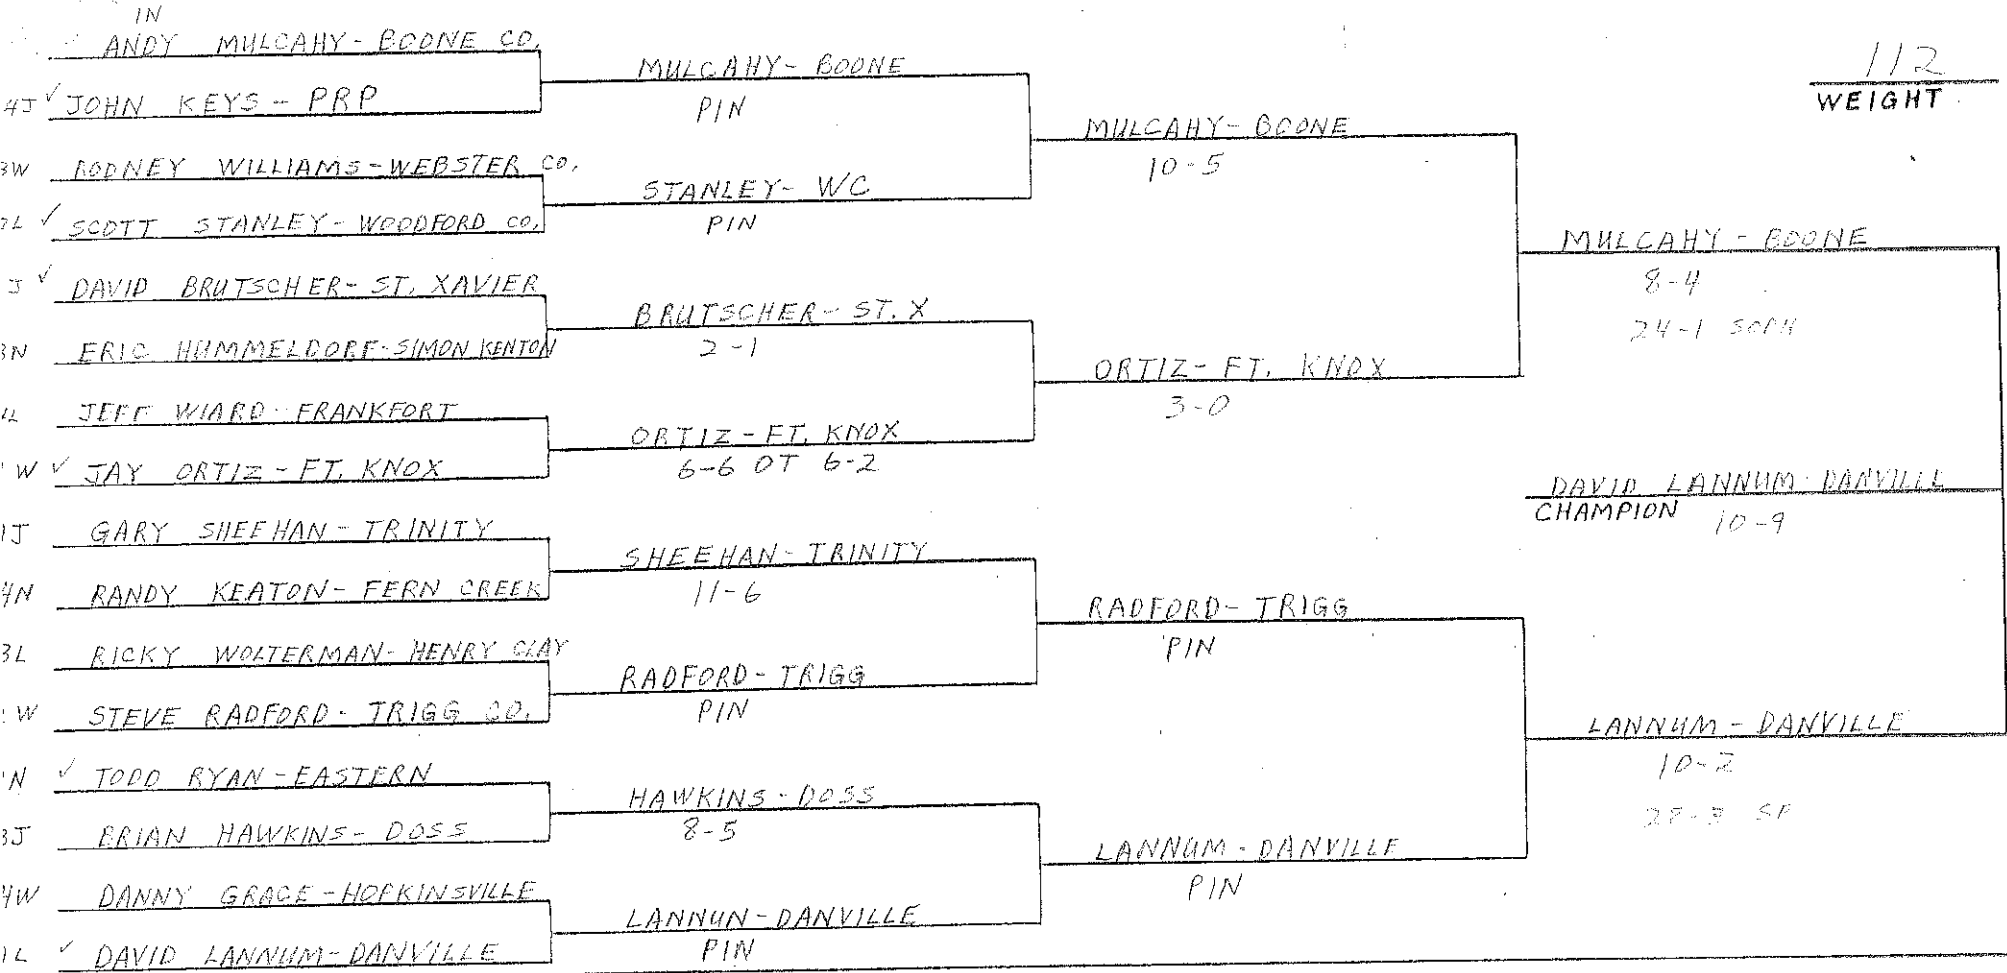 IN
ANDY MULCAHY - BOONE CO.
4J ✓ JOHN KEYS - PRP
3W RODNEY WILLIAMS - WEBSTER CO.
2L ✓ SCOTT STANLEY - WOODFORD CO.
J ✓ DAVID BRUTSCHER - ST. XAVIER
3N ERIC HUMMELDORF - SIMON KENTON
4L JEFF WIARD - FRANKFORT
W ✓ JAY ORTIZ - FT. KNOX
1J GARY SHEEHAN - TRINITY
4N RANDY KEATON - FERN CREEK
3L RICKY WOLTERMAN - HENRY CLAY
W STEVE RADFORD - TRIGG CO.
N ✓ TODD RYAN - EASTERN
3J BRIAN HAWKINS - DOSS
4W DANNY GRACE - HOPKINSVILLE
1L ✓ DAVID LANNUM - DANVILLE
MULCAHY - BOONE
PIN
STANLEY - WC
PIN
BRUTSCHER - ST. X
2-1
ORTIZ - FT. KNOX
6-6 OT 6-2
SHEEHAN - TRINITY
11-6
RADFORD - TRIGG
PIN
HAWKINS - DOSS
8-5
LANNUN - DANVILLE
PIN
MULCAHY - BOONE
10-5
ORTIZ - FT. KNOX
3-0
RADFORD - TRIGG
PIN
LANNUM - DANVILLE
PIN
MULCAHY - BOONE
8-4
24-1 SOPH
LANNUM - DANVILLE
10-2
28-3 SR
DAVID LANNUM - DANVILLE
CHAMPION 10-9
112
WEIGHT